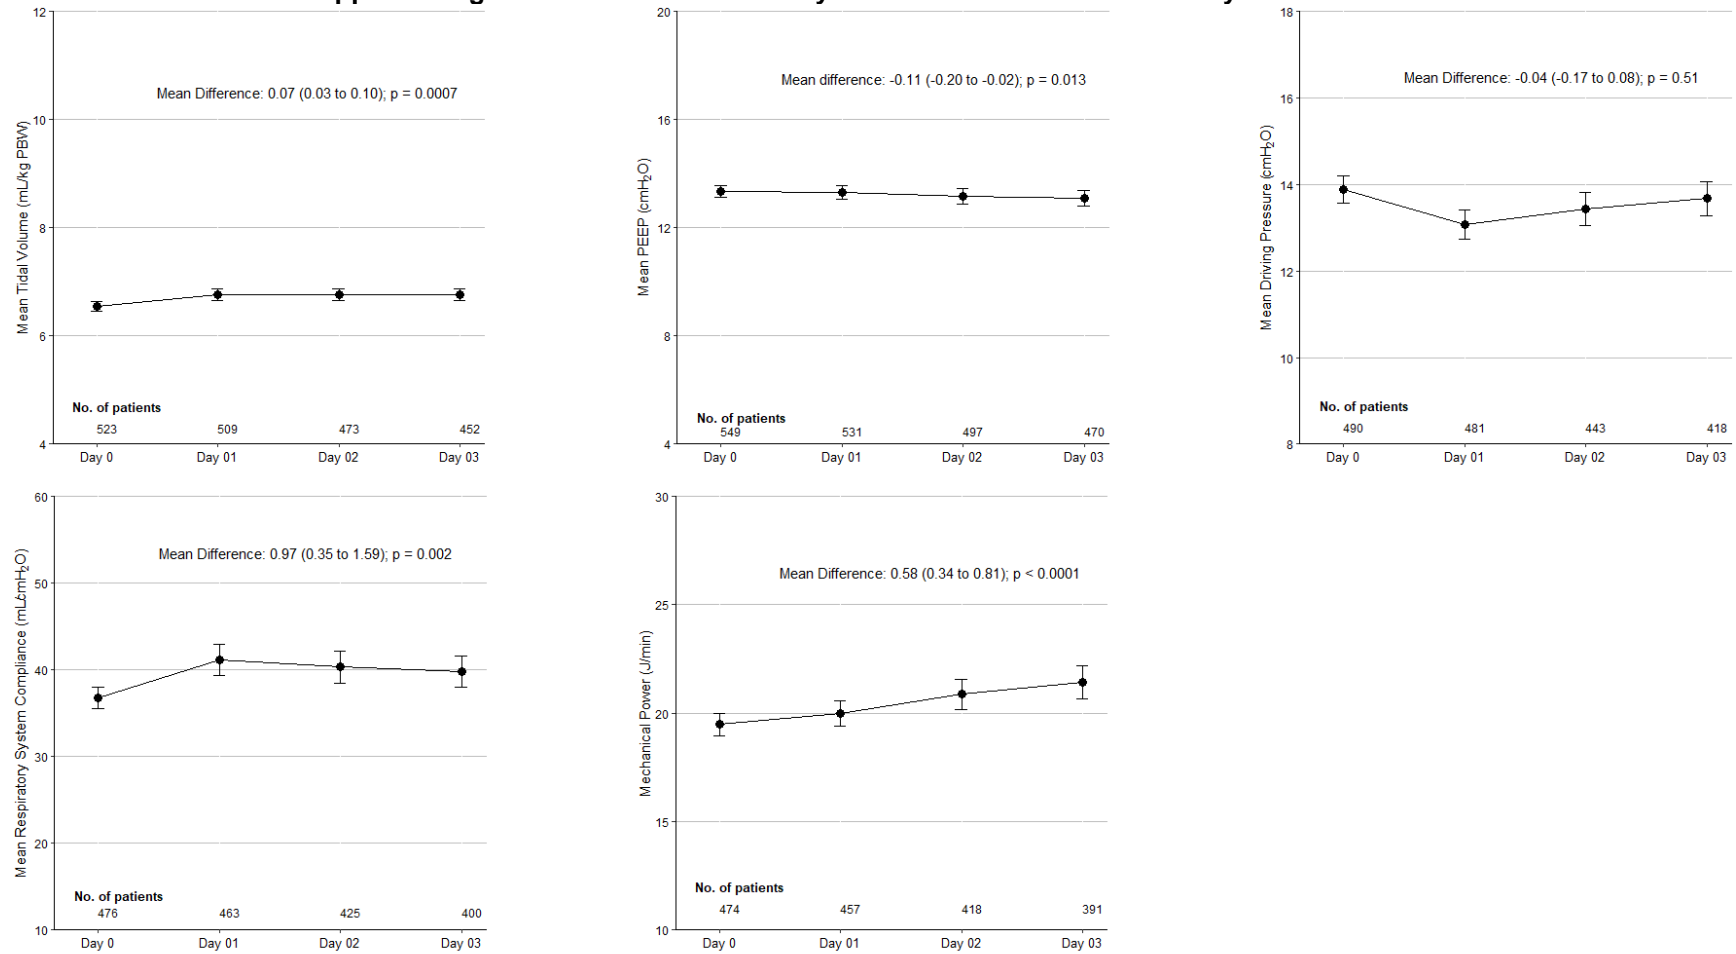 12
10
8
6
4
Mean Tidal Volume (mL/kg PBW)
Mean Difference: 0.07 (0.03 to 0.10); p = 0.0007
No. of patients
523 509 473 452
Day 0 Day 01 Day 02 Day 03
20
16
12
8
4
Mean PEEP (cmH₂O)
Mean difference: -0.11 (-0.20 to -0.02); p = 0.013
No. of patients
549 531 497 470
Day 0 Day 01 Day 02 Day 03
18
16
14
12
10
8
Mean Driving Pressure (cmH₂O)
Mean Difference: -0.04 (-0.17 to 0.08); p = 0.51
No. of patients
490 481 443 418
Day 0 Day 01 Day 02 Day 03
60
50
40
30
20
10
Mean Respiratory System Compliance (mL/cmH₂O)
Mean Difference: 0.97 (0.35 to 1.59); p = 0.002
No. of patients
476 463 425 400
Day 0 Day 01 Day 02 Day 03
30
25
20
15
10
Mechanical Power (J/min)
Mean Difference: 0.58 (0.34 to 0.81); p < 0.0001
No. of patients
474 457 418 391
Day 0 Day 01 Day 02 Day 03